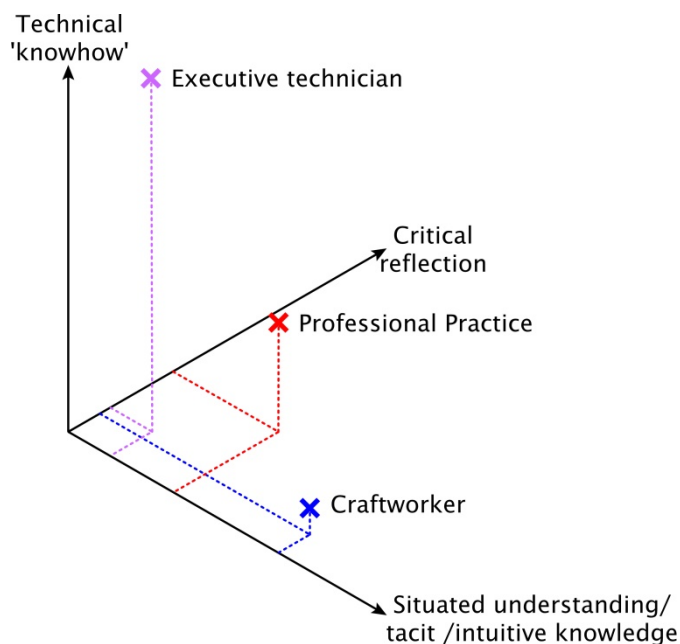 Technical
'knowhow'
Executive technician
Critical
reflection
Professional Practice
Craftworker
Situated understanding/
tacit /intuitive knowledge